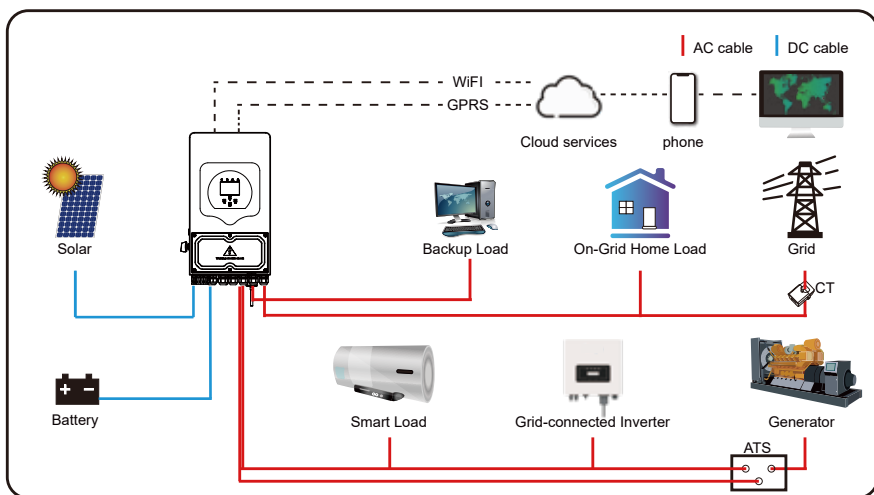 AC cable
DC cable
WiFI
GPRS
Cloud services
phone
Solar
Backup Load
On-Grid Home Load
Grid
CT
Battery
Smart Load
Grid-connected Inverter
Generator
ATS